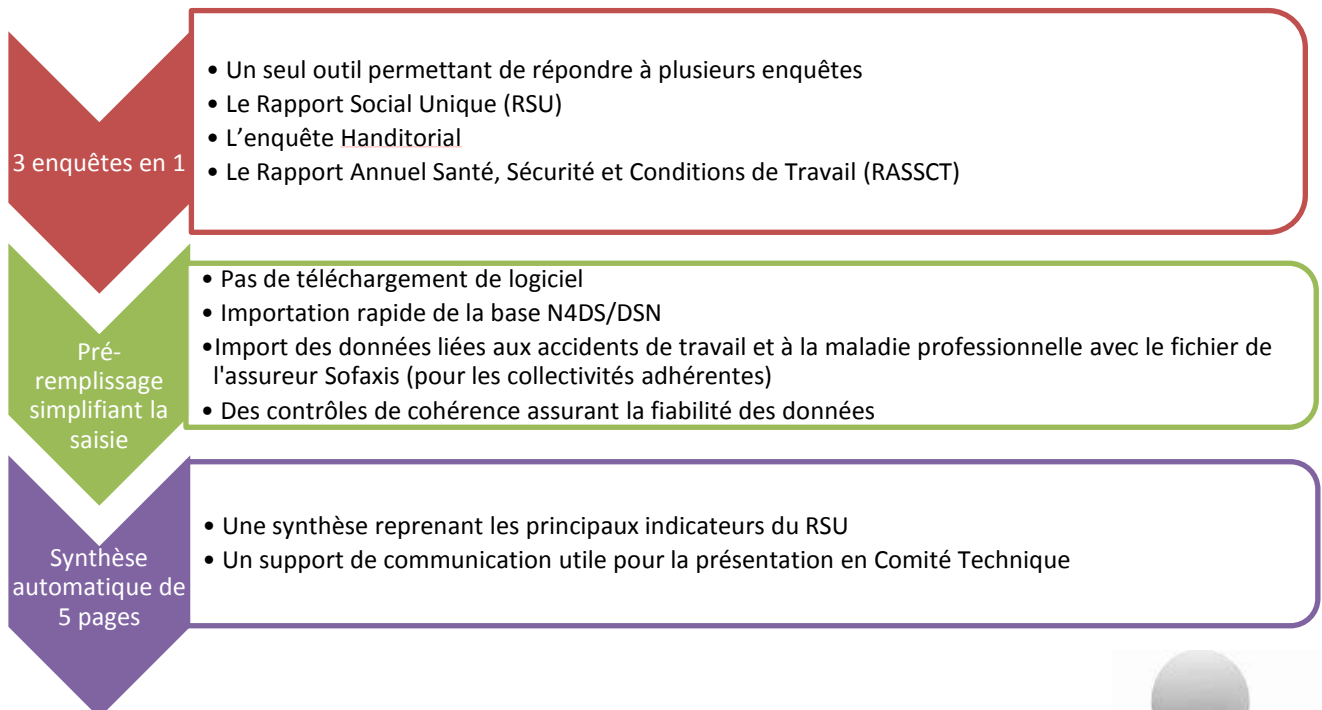 3 enquêtes en 1
• Un seul outil permettant de répondre à plusieurs enquêtes
• Le Rapport Social Unique (RSU)
• L’enquête Handitorial
• Le Rapport Annuel Santé, Sécurité et Conditions de Travail (RASSCT)
Pré-
remplissage
simplifiant la
saisie
• Pas de téléchargement de logiciel
• Importation rapide de la base N4DS/DSN
•Import des données liées aux accidents de travail et à la maladie professionnelle avec le fichier de
l'assureur Sofaxis (pour les collectivités adhérentes)
• Des contrôles de cohérence assurant la fiabilité des données
Synthèse
automatique de
5 pages
• Une synthèse reprenant les principaux indicateurs du RSU
• Un support de communication utile pour la présentation en Comité Technique